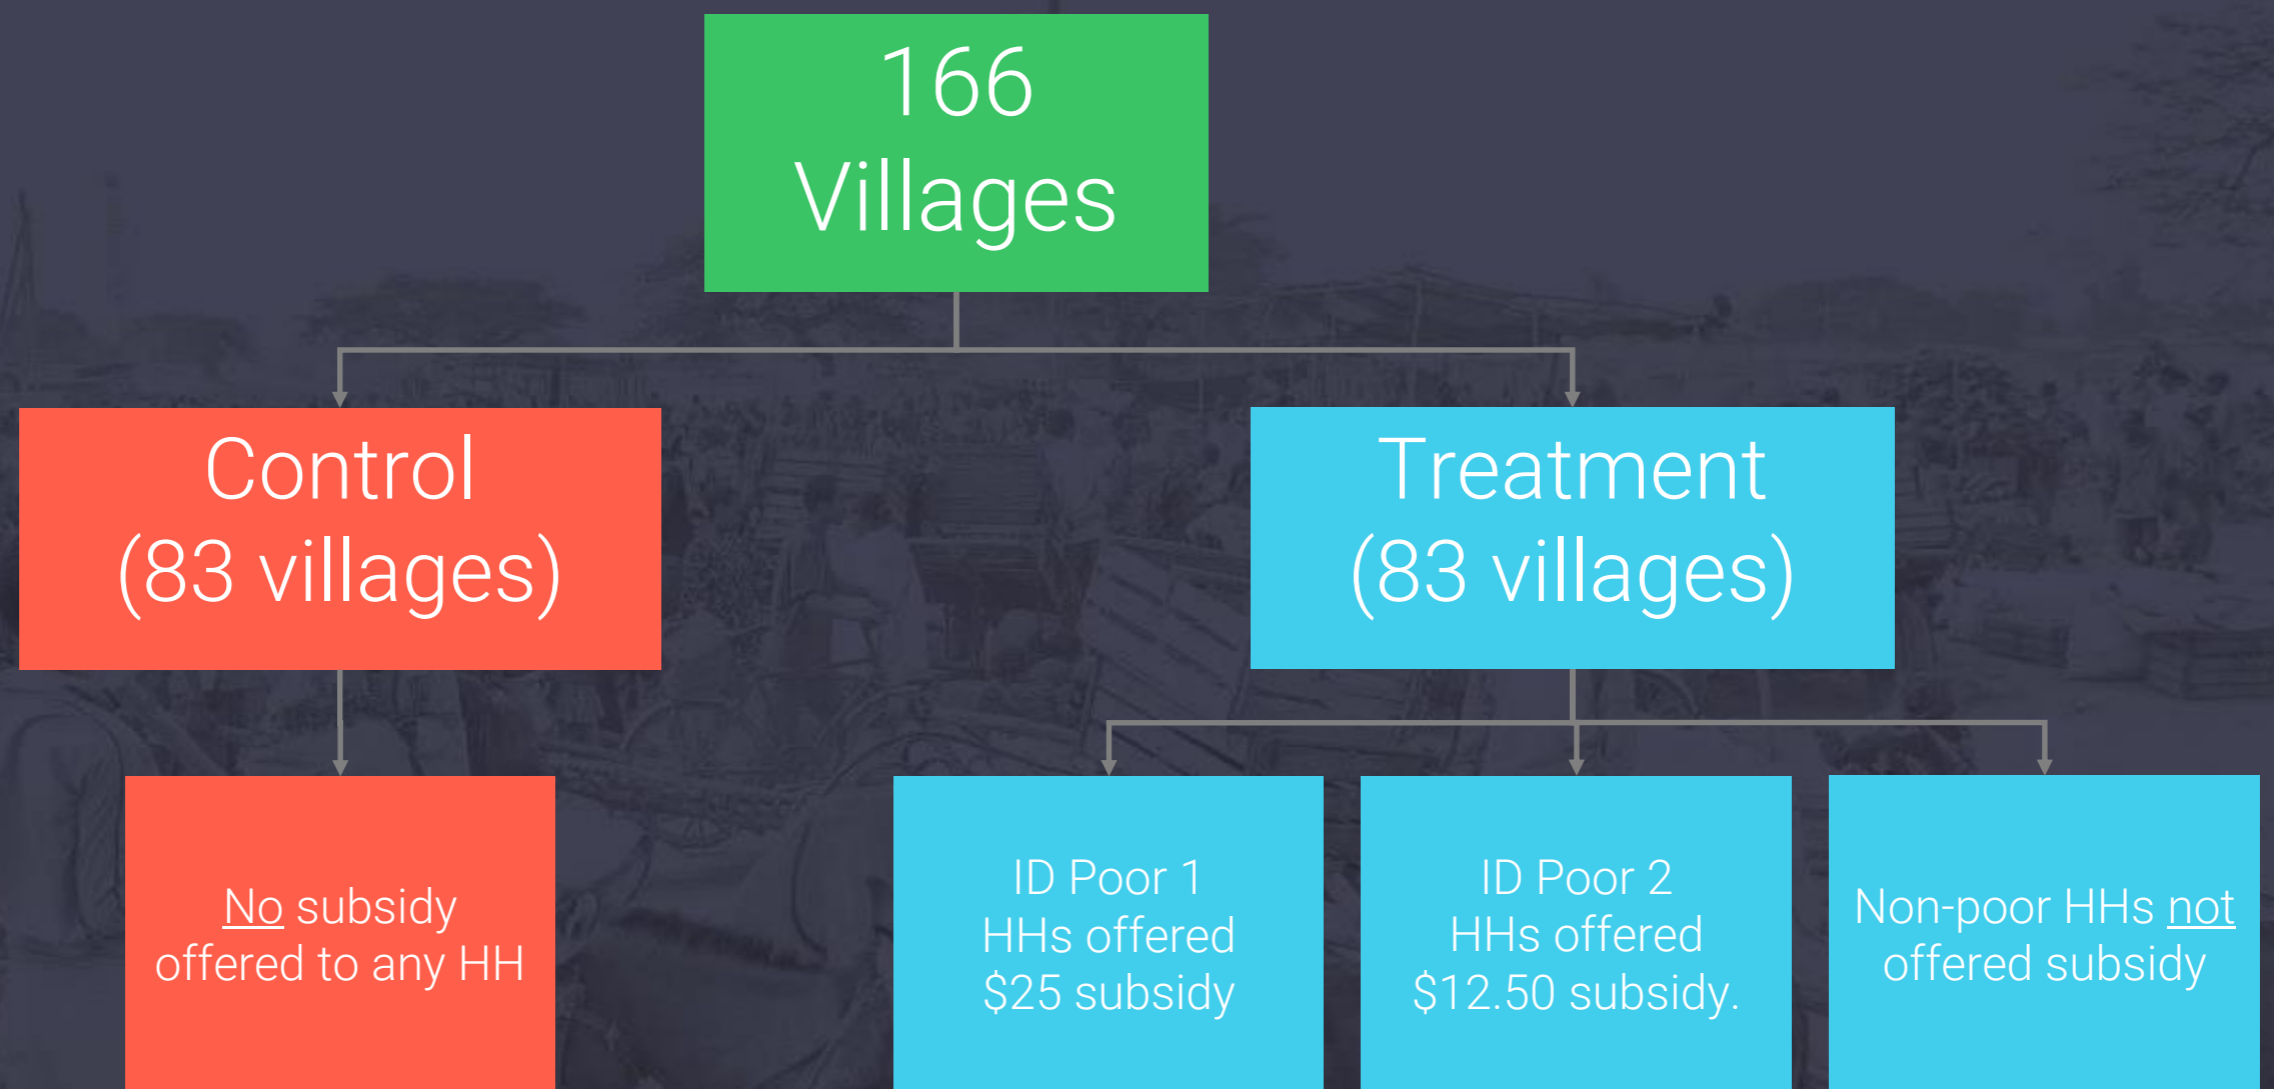 166
Villages
Control
(83 villages)
Treatment
(83 villages)
No subsidy
offered to any HH
ID Poor 1
HHs offered
$25 subsidy
ID Poor 2
HHs offered
$12.50 subsidy.
Non-poor HHs not
offered subsidy